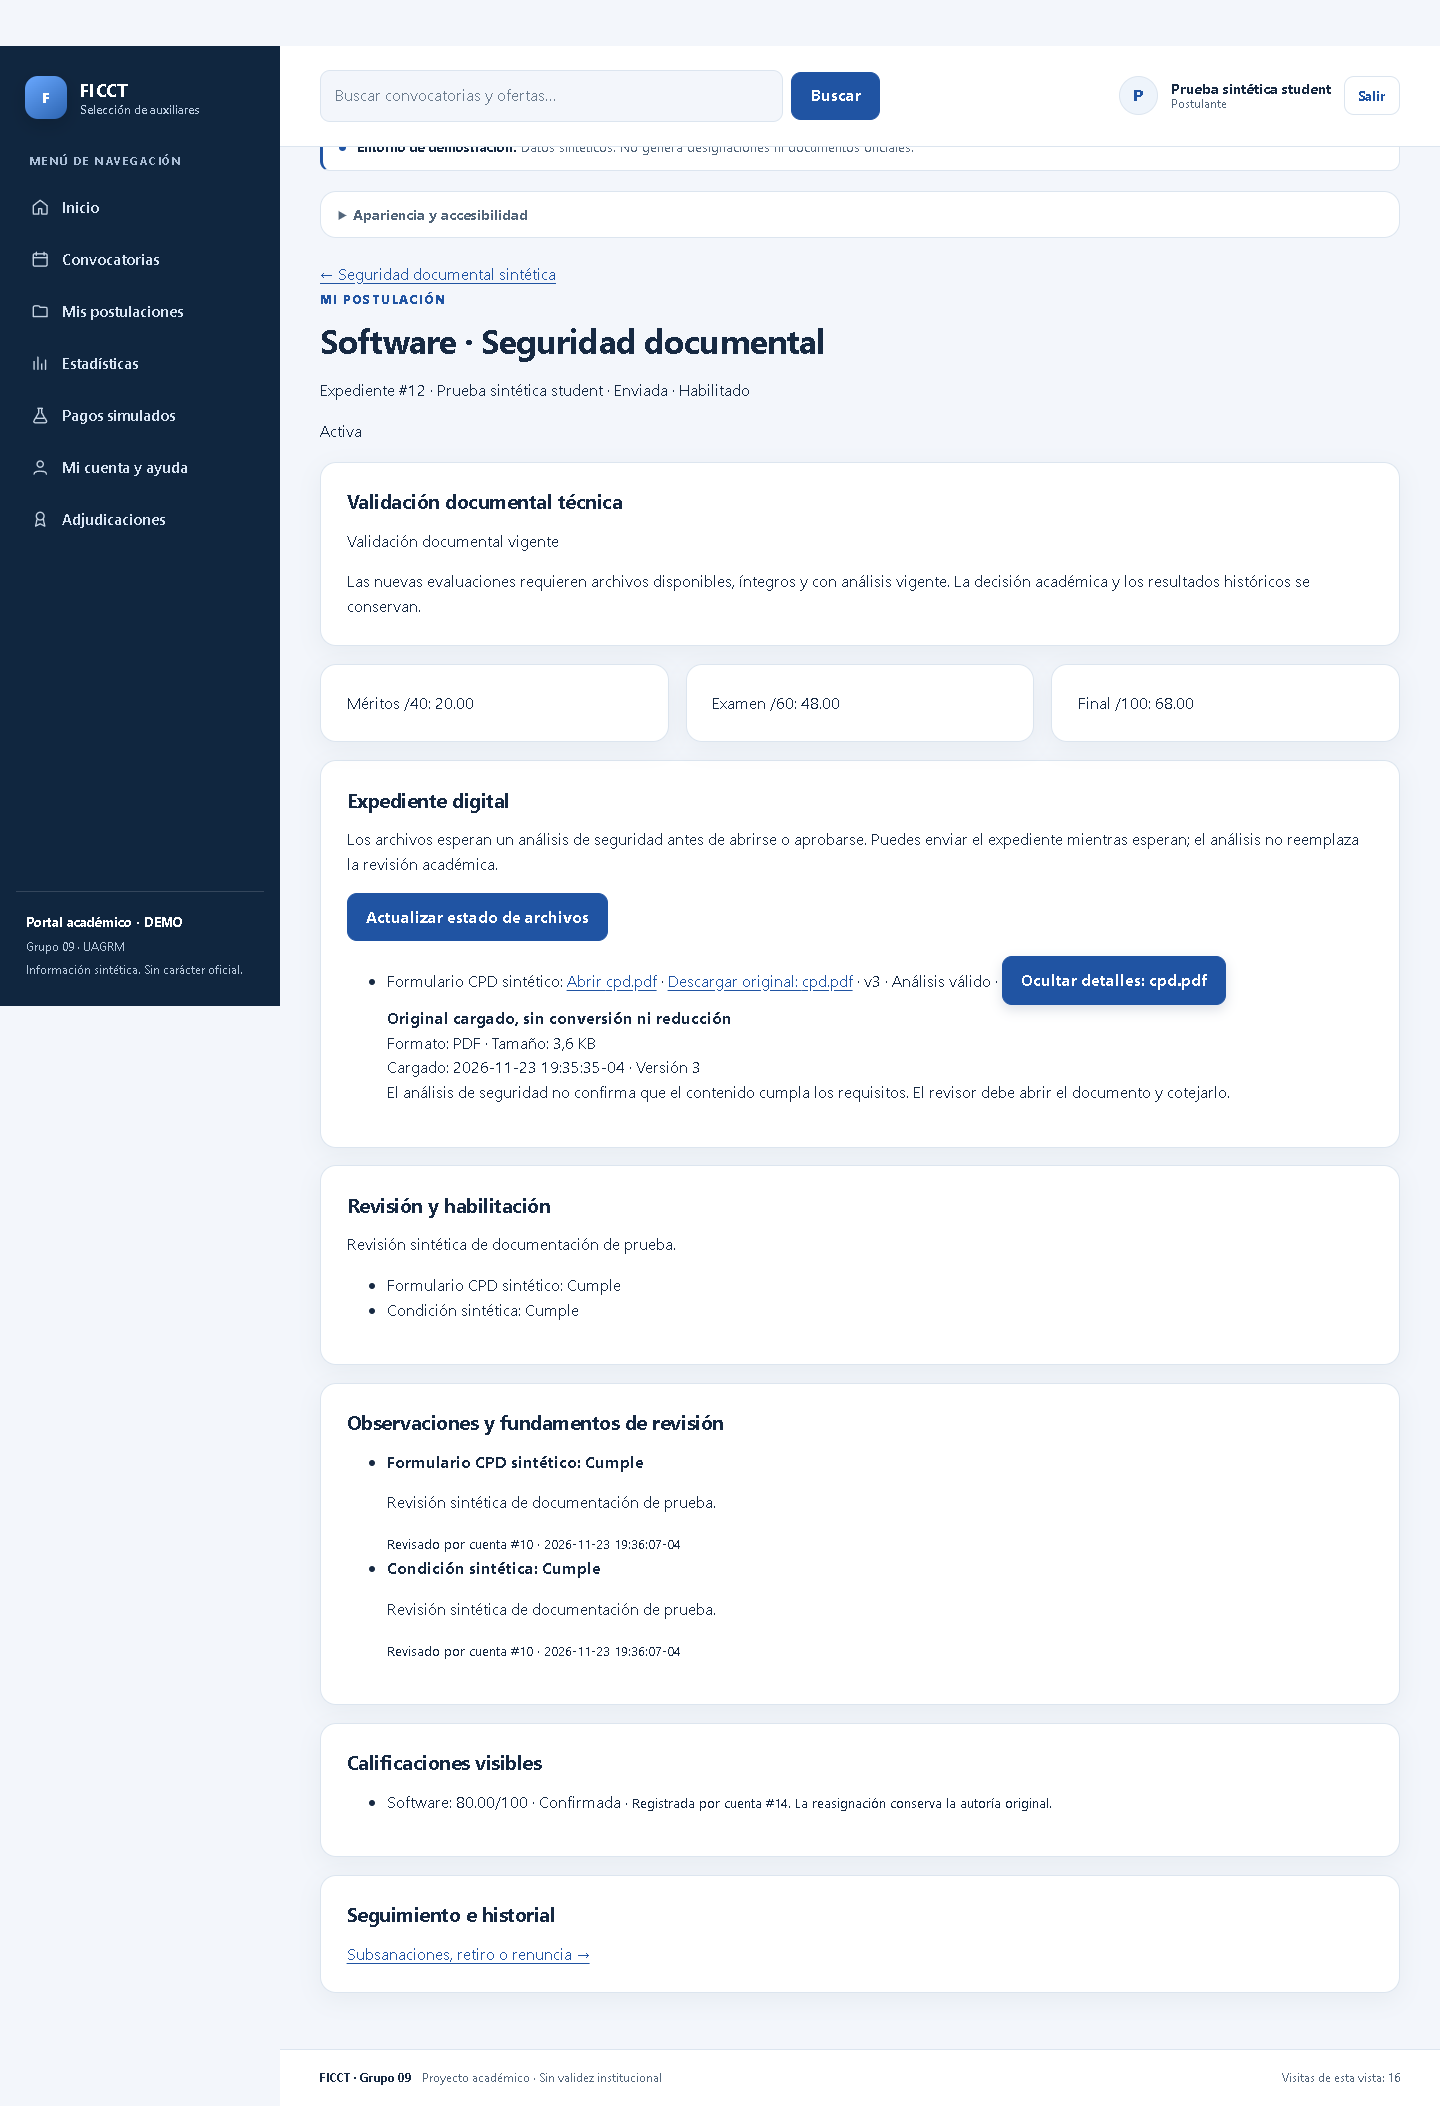 F
FICCT
Selección de auxiliares
MENÚ DE NAVEGACIÓN
Inicio
Convocatorias
Mis postulaciones
Estadísticas
Pagos simulados
Mi cuenta y ayuda
Adjudicaciones
Portal académico · DEMO
Grupo 09 · UAGRM
Información sintética. Sin carácter oficial.
Buscar convocatorias y ofertas...
Buscar
P
Prueba sintética student
Postulante
Salir
Entorno de demostración. Datos sintéticos. No genera designaciones ni documentos oficiales.
▶ Apariencia y accesibilidad
← Seguridad documental sintética
MI POSTULACIÓN
Software · Seguridad documental
Expediente #12 · Prueba sintética student · Enviada · Habilitado
Activa
Validación documental técnica
Validación documental vigente
Las nuevas evaluaciones requieren archivos disponibles, íntegros y con análisis vigente. La decisión académica y los resultados históricos se
conservan.
Méritos /40: 20.00
Examen /60: 48.00
Final /100: 68.00
Expediente digital
Los archivos esperan un análisis de seguridad antes de abrirse o aprobarse. Puedes enviar el expediente mientras esperan; el análisis no reemplaza
la revisión académica.
Actualizar estado de archivos
• Formulario CPD sintético: Abrir cpd.pdf · Descargar original: cpd.pdf · v3 · Análisis válido · Ocultar detalles: cpd.pdf
Original cargado, sin conversión ni reducción
Formato: PDF · Tamaño: 3,6 KB
Cargado: 2026-11-23 19:35:35-04 · Versión 3
El análisis de seguridad no confirma que el contenido cumpla los requisitos. El revisor debe abrir el documento y cotejarlo.
Revisión y habilitación
Revisión sintética de documentación de prueba.
• Formulario CPD sintético: Cumple
• Condición sintética: Cumple
Observaciones y fundamentos de revisión
• Formulario CPD sintético: Cumple
Revisión sintética de documentación de prueba.
Revisado por cuenta #10 · 2026-11-23 19:36:07-04
• Condición sintética: Cumple
Revisión sintética de documentación de prueba.
Revisado por cuenta #10 · 2026-11-23 19:36:07-04
Calificaciones visibles
• Software: 80.00/100 · Confirmada · Registrada por cuenta #14. La reasignación conserva la autoría original.
Seguimiento e historial
Subsanaciones, retiro o renuncia →
FICCT · Grupo 09 Proyecto académico · Sin validez institucional
Visitas de esta vista: 16